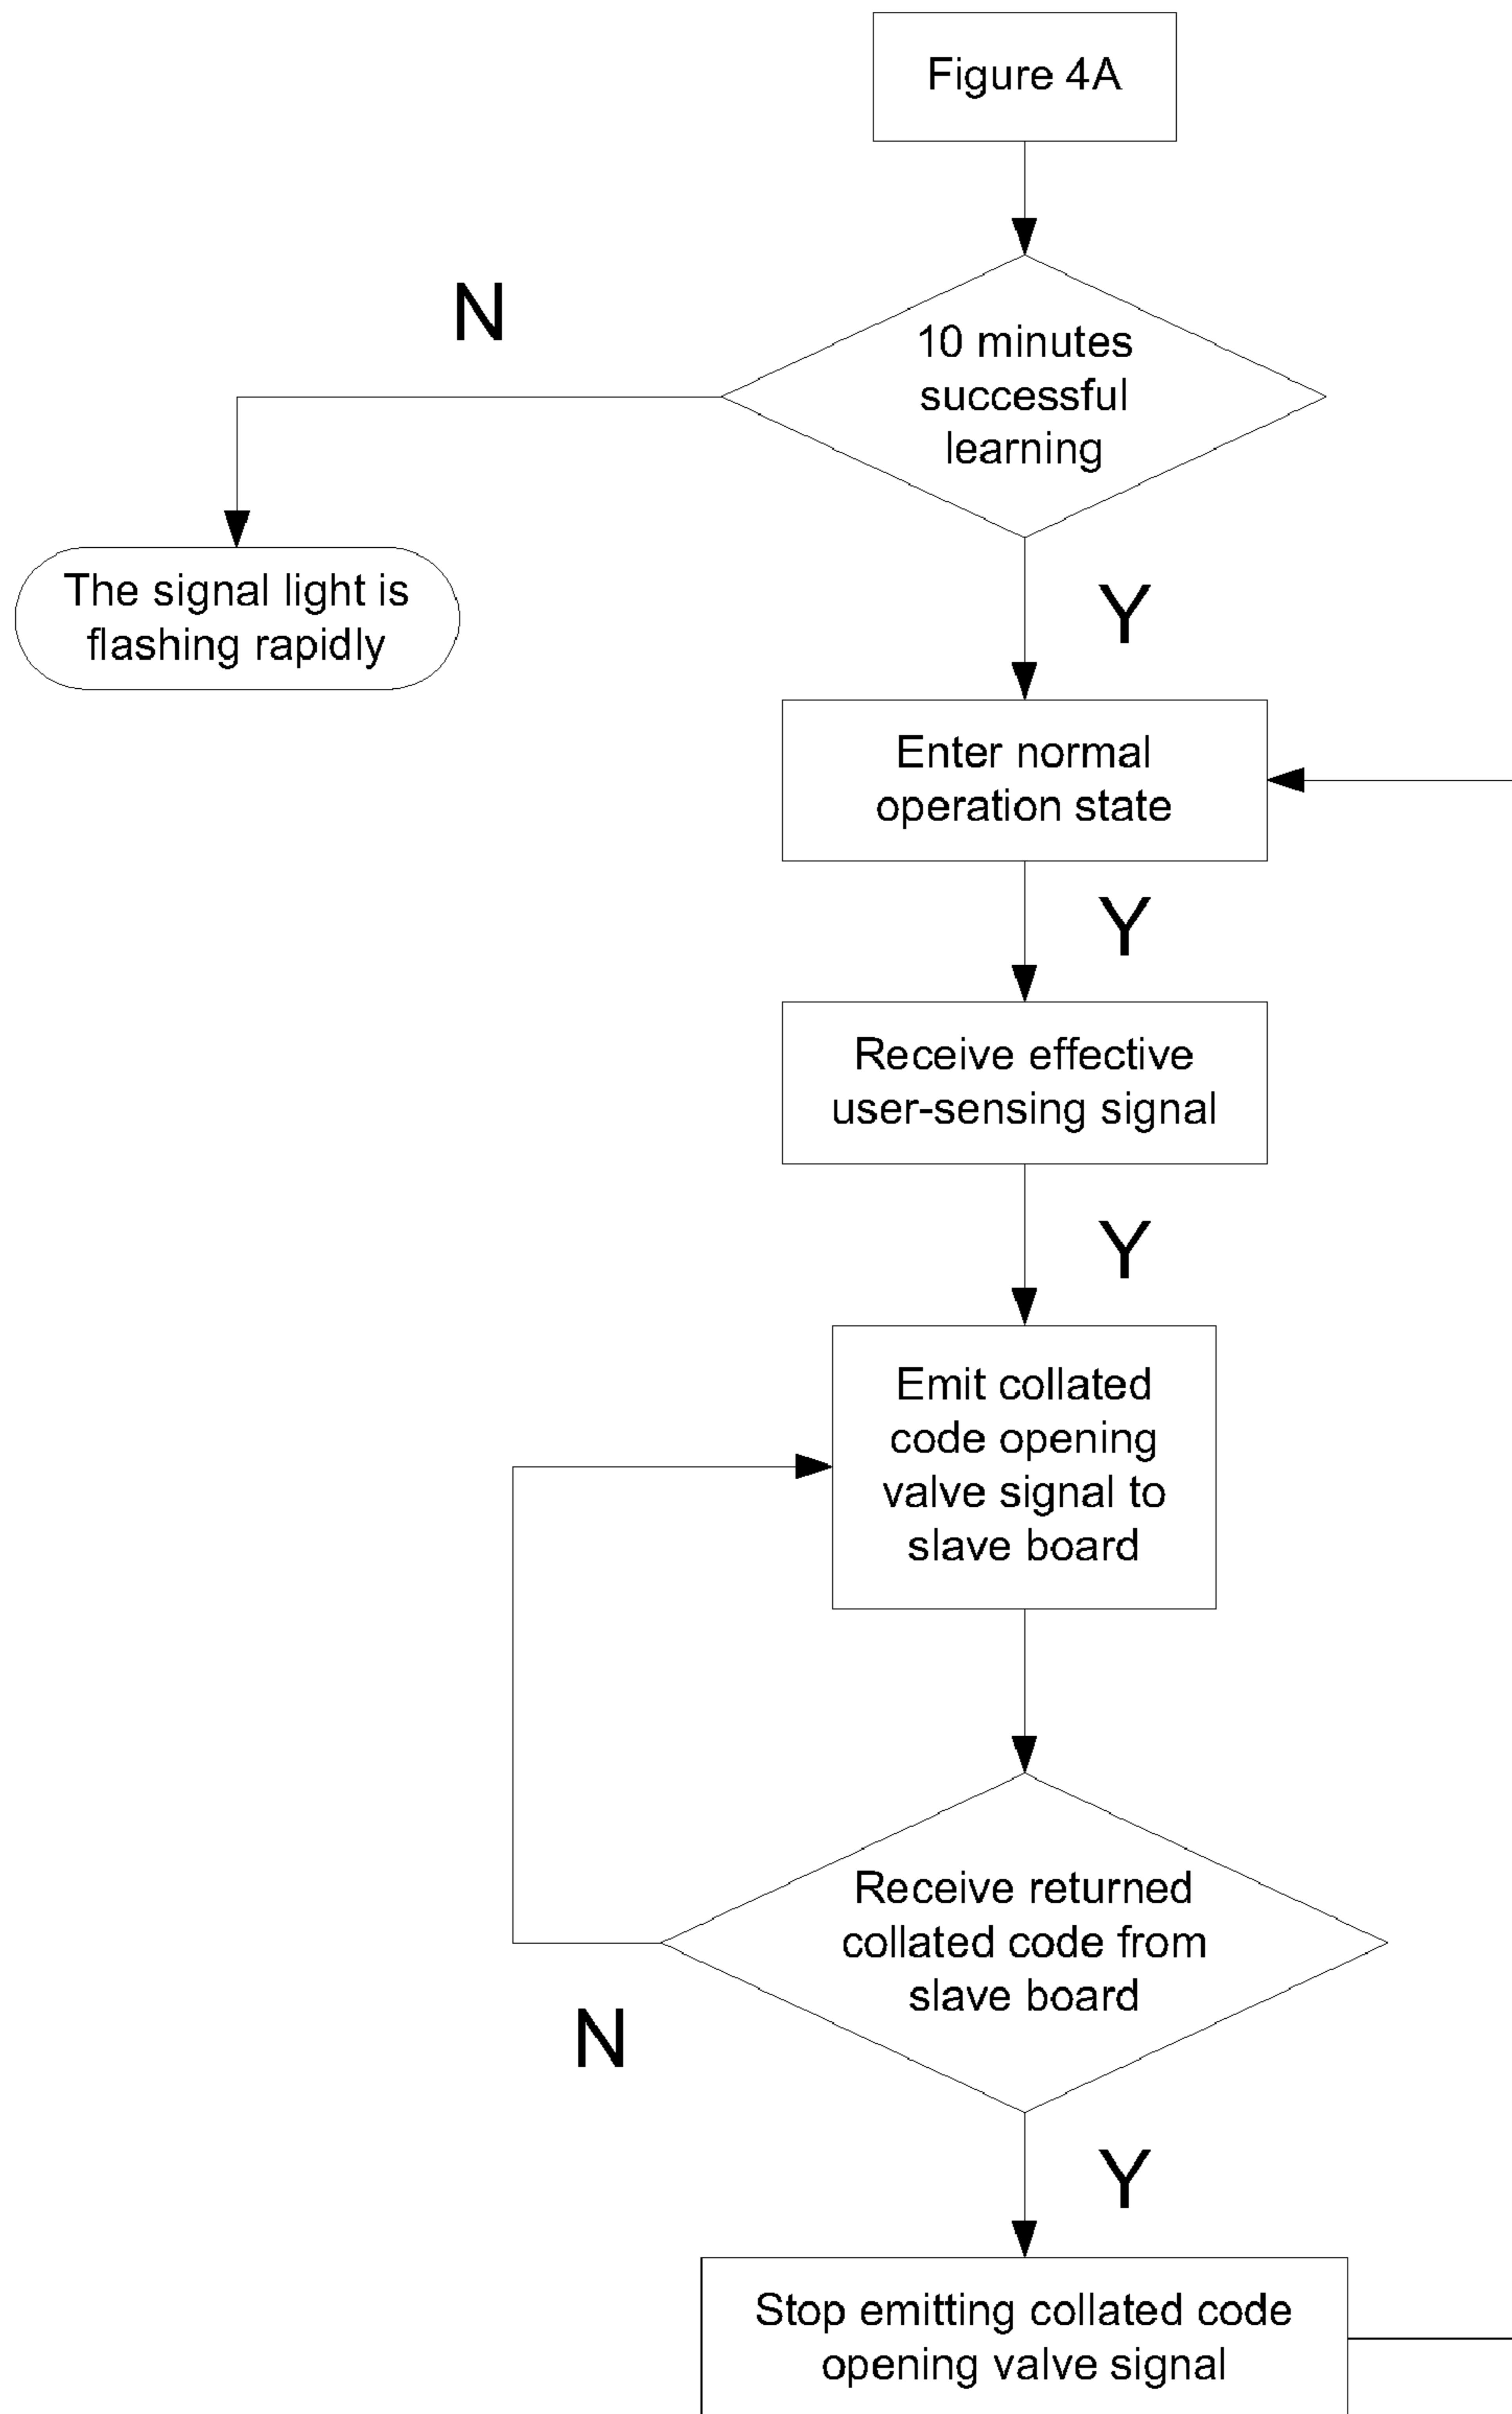 Figure 4A
10 minutes
successful
learning
N
The signal light is
flashing rapidly
Y
Enter normal
operation state
Y
Receive effective
user-sensing signal
Y
Emit collated
code opening
valve signal to
slave board
Receive returned
collated code from
slave board
N
Y
Stop emitting collated code
opening valve signal